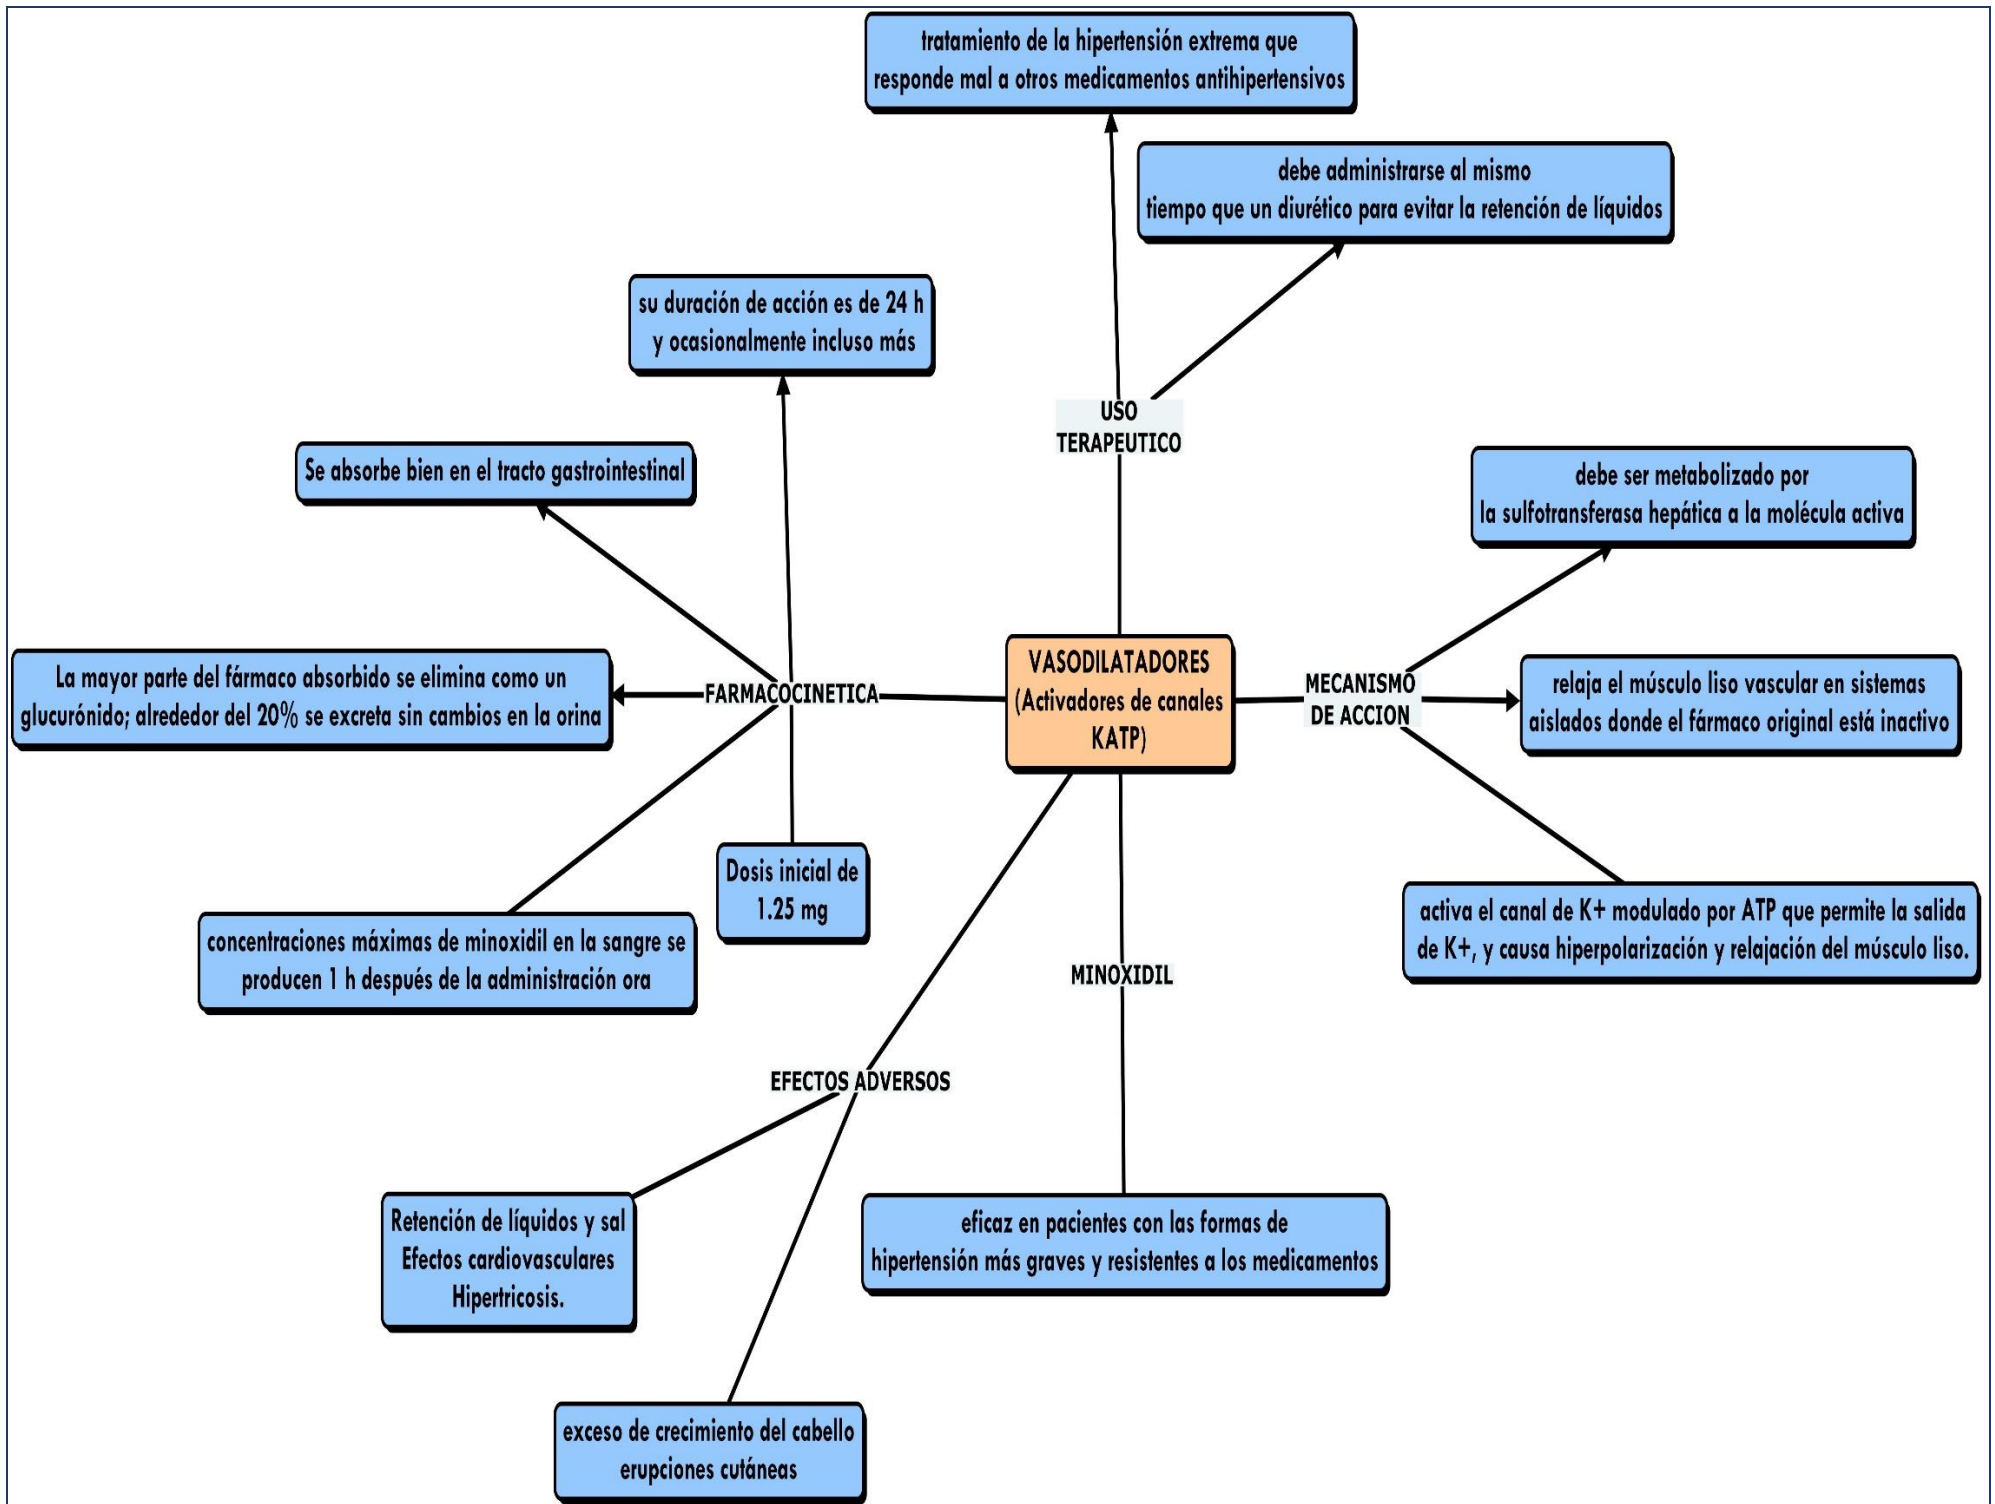 tratamiento de la hipertensión extrema que
responde mal a otros medicamentos antihipertensivos
debe administrarse al mismo
tiempo que un diurético para evitar la retención de líquidos
su duración de acción es de 24 h
y ocasionalmente incluso más
USO
TERAPEUTICO
Se absorbe bien en el tracto gastrointestinal
debe ser metabolizado por
la sulfotransferasa hepática a la molécula activa
La mayor parte del fármaco absorbido se elimina como un
glucurónido; alrededor del 20% se excreta sin cambios en la orina
FARMACOCINETICA
VASODILATADORES
(Activadores de canales
KATP)
MECANISMO
DE ACCION
relaja el músculo liso vascular en sistemas
aislados donde el fármaco original está inactivo
Dosis inicial de
1.25 mg
concentraciones máximas de minoxidil en la sangre se
producen 1 h después de la administración ora
activa el canal de K+ modulado por ATP que permite la salida
de K+, y causa hiperpolarización y relajación del músculo liso.
MINOXIDIL
EFECTOS ADVERSOS
Retención de líquidos y sal
Efectos cardiovasculares
Hipertricosis.
eficaz en pacientes con las formas de
hipertensión más graves y resistentes a los medicamentos
exceso de crecimiento del cabello
erupciones cutáneas